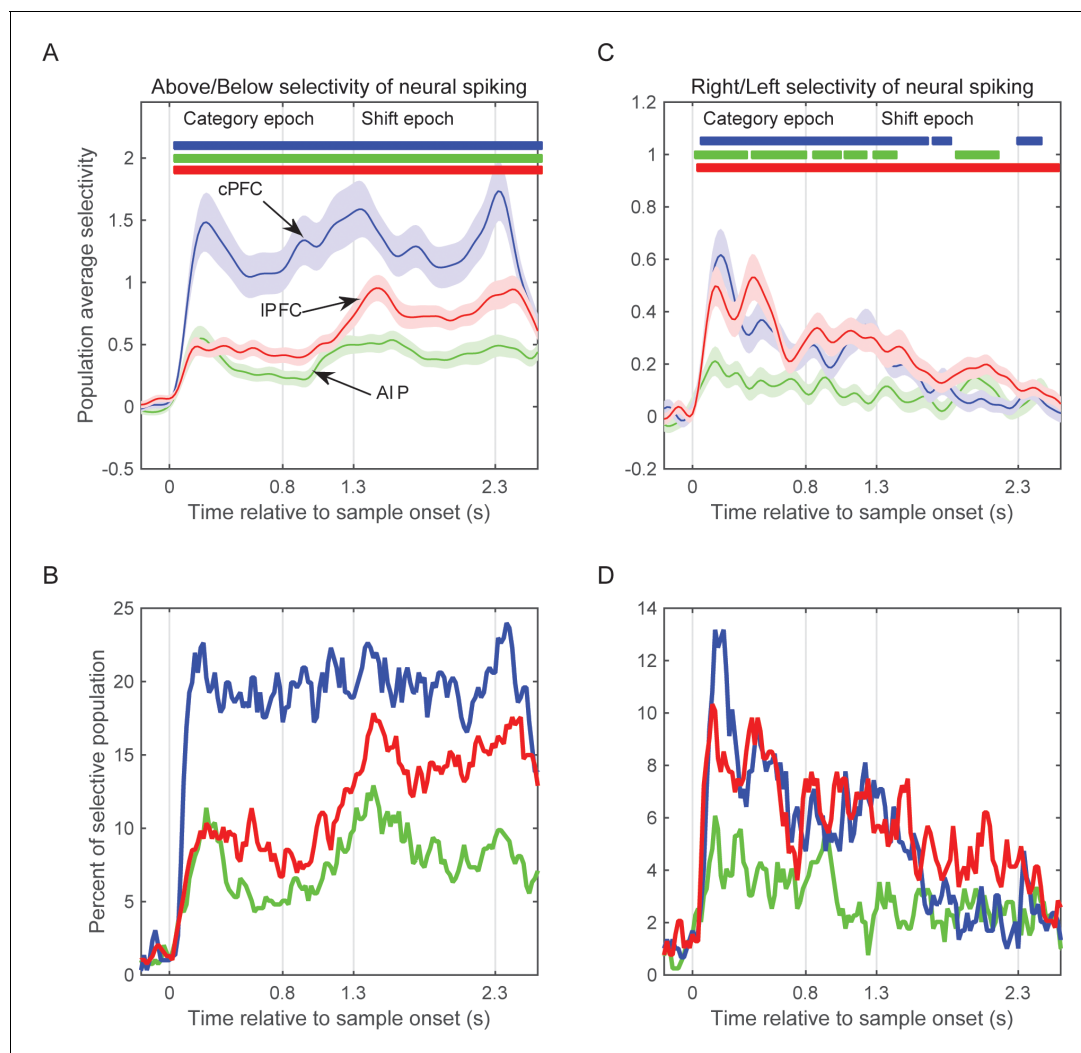 A
Above/Below selectivity of neural spiking
Category epoch
Shift epoch
cPFC
lPFC
AIP
2
1.5
1
0.5
0
-0.5
Population average selectivity
0
0.8
1.3
2.3
Time relative to sample onset (s)
C
Right/Left selectivity of neural spiking
Category epoch
Shift epoch
1.2
1
0.8
0.6
0.4
0.2
0
-0.2
0
0.8
1.3
2.3
Time relative to sample onset (s)
B
25
20
15
10
5
0
Percent of selective population
0
0.8
1.3
2.3
Time relative to sample onset (s)
D
14
12
10
8
6
4
2
0
0
0.8
1.3
2.3
Time relative to sample onset (s)